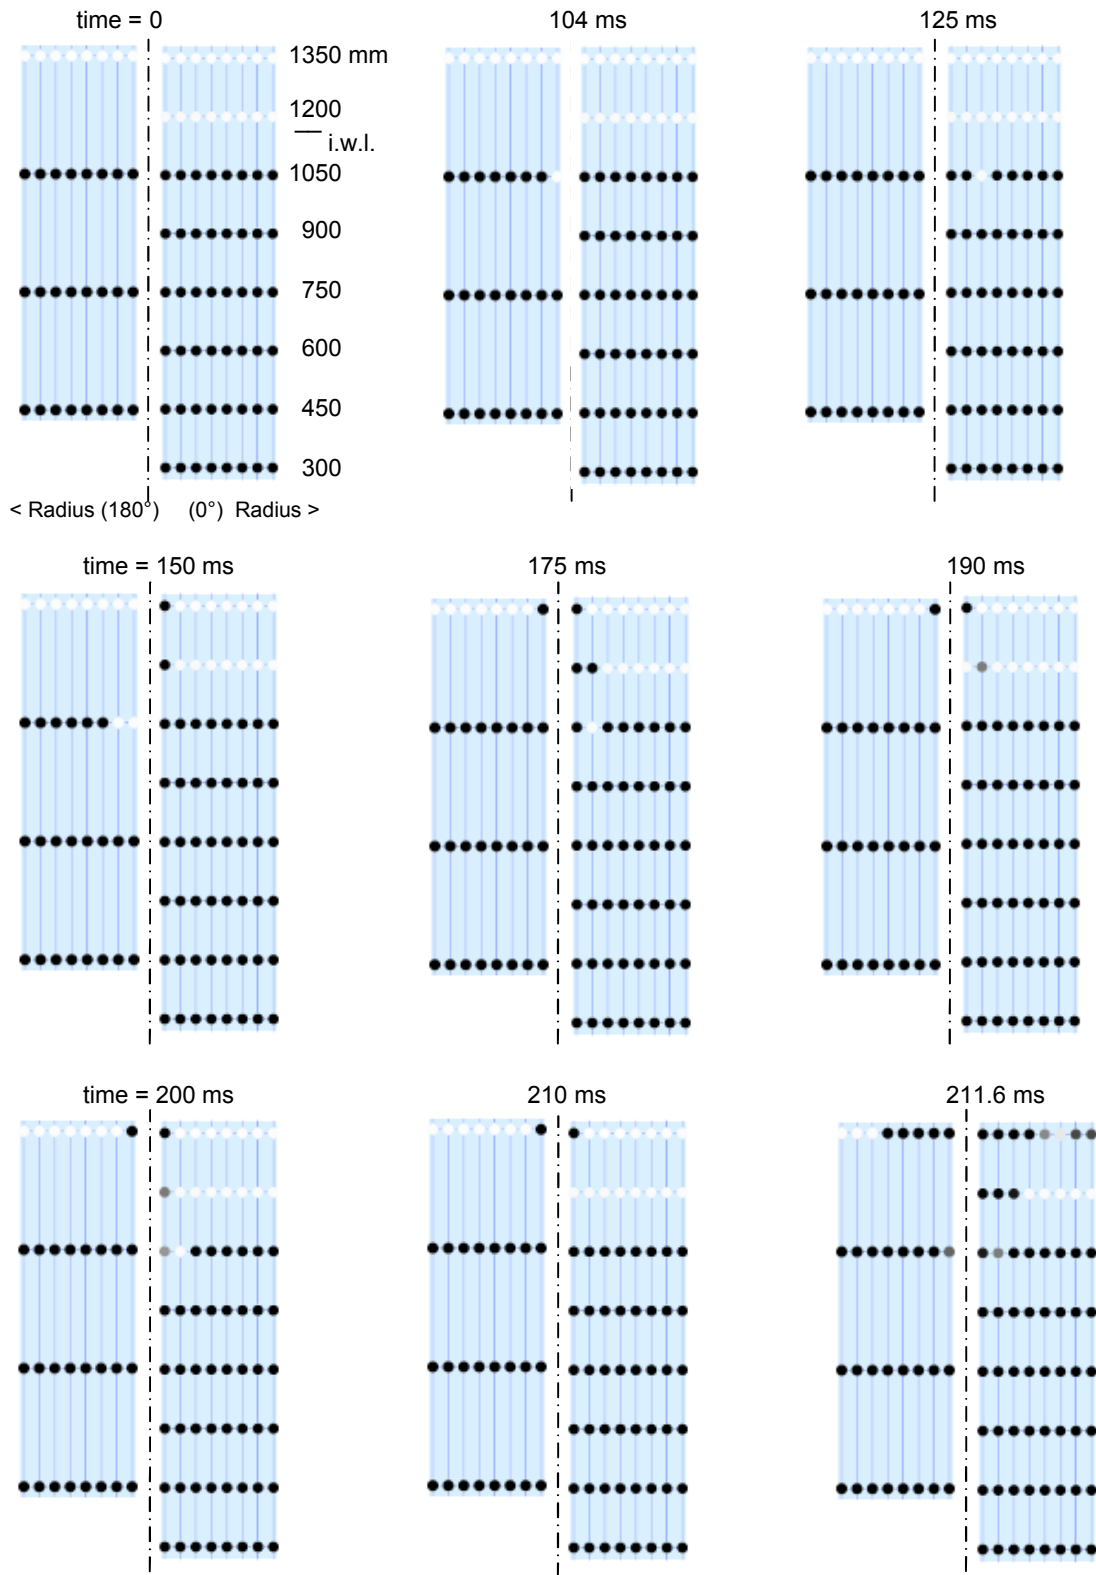 time = 0
104 ms
125 ms
1350 mm
1200
i.w.l.
1050
900
750
600
450
300
< Radius (180°) (0°) Radius >
time = 150 ms
175 ms
190 ms
time = 200 ms
210 ms
211.6 ms